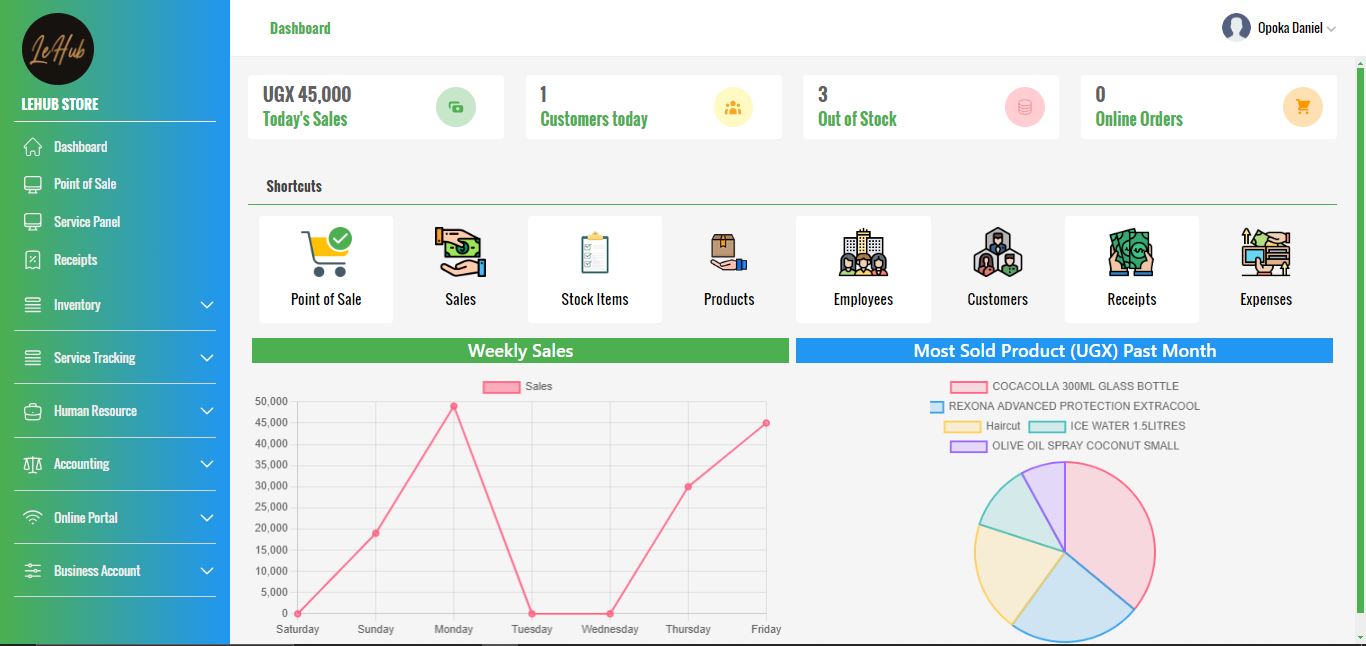 LeHub
LEHUB STORE
Dashboard
Point of Sale
Service Panel
Receipts
Inventory
Service Tracking
Human Resource
Accounting
Online Portal
Business Account
Dashboard
Opoka Daniel
UGX 45,000
Today's Sales
1
Customers today
3
Out of Stock
0
Online Orders
Shortcuts
Point of Sale
Sales
Stock Items
Products
Employees
Customers
Receipts
Expenses
Weekly Sales
Sales
50,000
45,000
40,000
35,000
30,000
25,000
20,000
15,000
10,000
5,000
0
Saturday Sunday Monday Tuesday Wednesday Thursday Friday
Most Sold Product (UGX) Past Month
COCACOLLA 300ML GLASS BOTTLE
REXONA ADVANCED PROTECTION EXTRACOOL
Haircut ICE WATER 1.5LITRES
OLIVE OIL SPRAY COCONUT SMALL